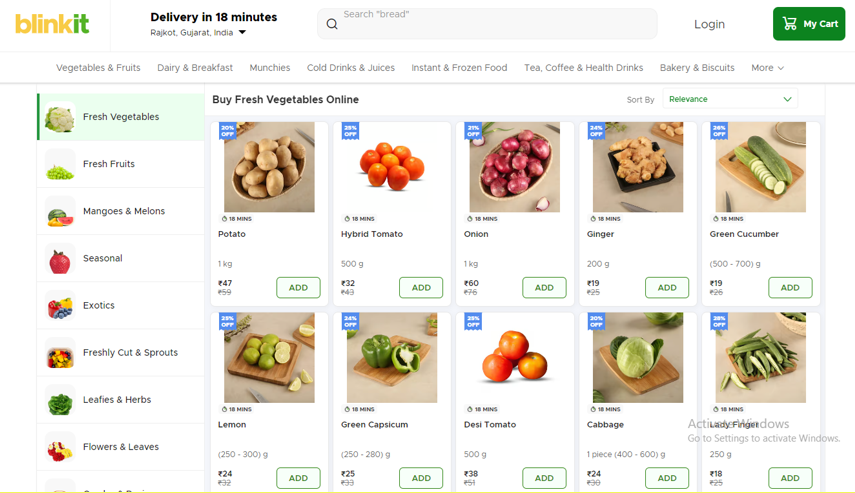 blinkit
Delivery in 18 minutes
Rajkot, Gujarat, India
Search "bread"
Login
My Cart
Vegetables & Fruits
Dairy & Breakfast
Munchies
Cold Drinks & Juices
Instant & Frozen Food
Tea, Coffee & Health Drinks
Bakery & Biscuits
More
Fresh Vegetables
Fresh Fruits
Mangoes & Melons
Seasonal
Exotics
Freshly Cut & Sprouts
Leafies & Herbs
Flowers & Leaves
Buy Fresh Vegetables Online
Sort By
Relevance
20%
OFF
18 MINS
Potato
1 kg
₹47
₹59
ADD
25%
OFF
18 MINS
Hybrid Tomato
500 g
₹32
₹43
ADD
21%
OFF
18 MINS
Onion
1 kg
₹60
₹76
ADD
24%
OFF
18 MINS
Ginger
200 g
₹19
₹25
ADD
26%
OFF
18 MINS
Green Cucumber
(500 - 700) g
₹19
₹26
ADD
25%
OFF
18 MINS
Lemon
(250 - 300) g
₹24
₹32
ADD
24%
OFF
18 MINS
Green Capsicum
(250 - 280) g
₹25
₹33
ADD
25%
OFF
18 MINS
Desi Tomato
500 g
₹38
₹51
ADD
20%
OFF
18 MINS
Cabbage
1 piece (400 - 600) g
₹24
₹30
ADD
28%
OFF
18 MINS
Lady Finger
250 g
₹18
₹25
ADD
Activate Windows
Go to Settings to activate Windows.